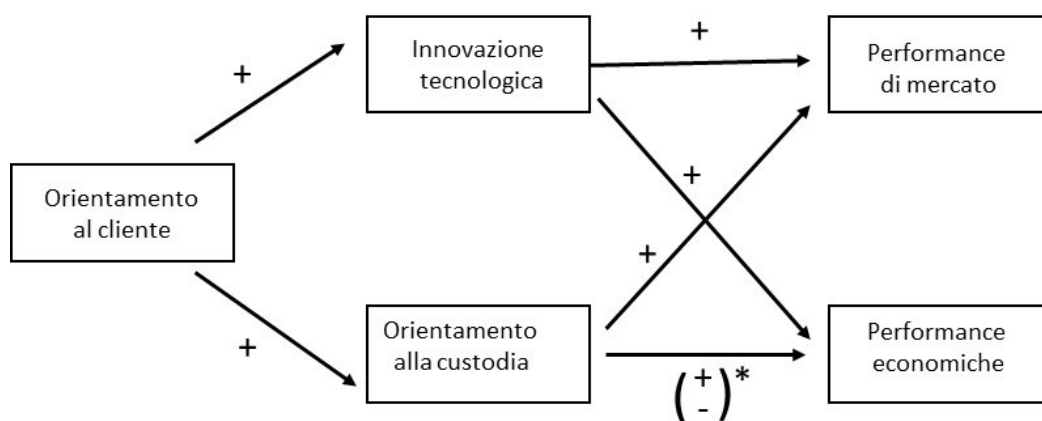 Innovazione
tecnologica
+
Performance
di mercato
+
Orientamento
al cliente
+
+
+
Orientamento
alla custodia
(+
-)*
Performance
economiche